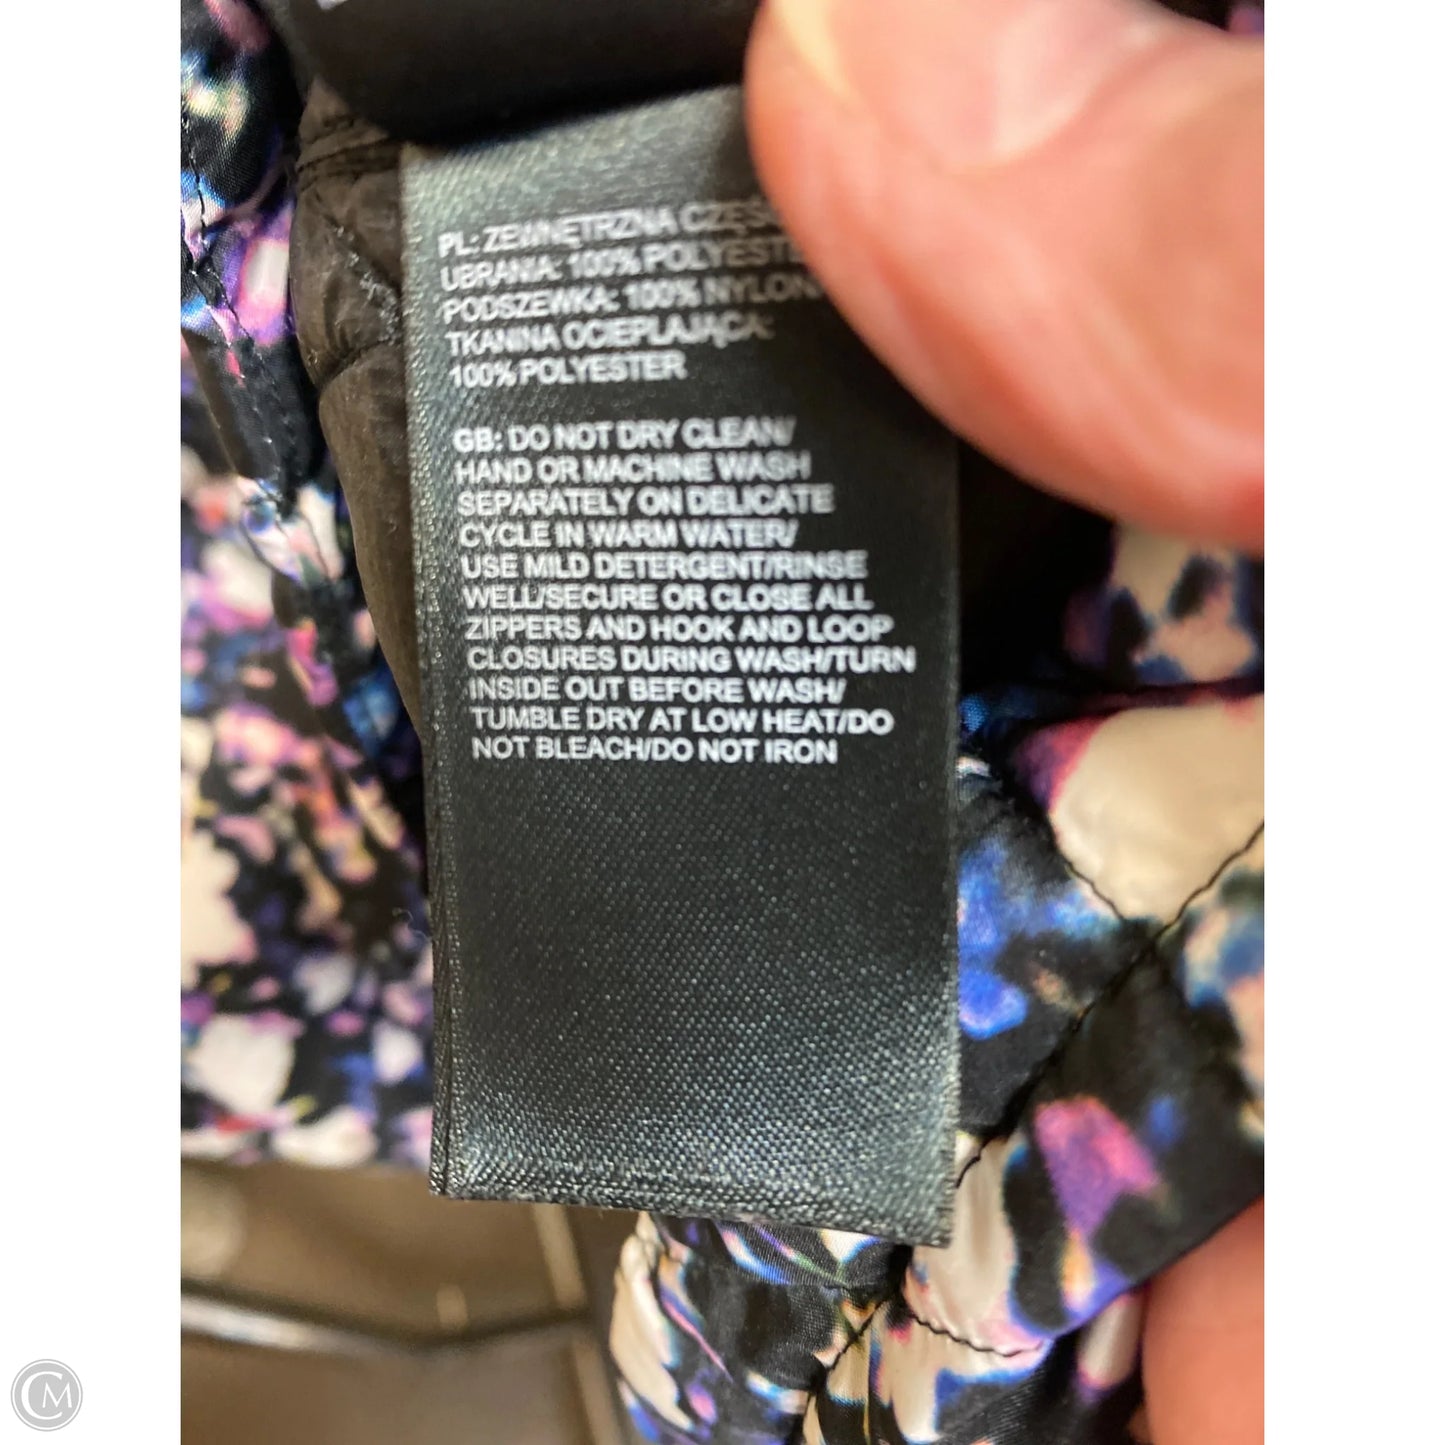 PL: ZEWNĘTRZNA CZĘŚ
UBRANIA: 100% POLYESTE
PODSZEWKA: 100% NYLON
TKANINA OCIEPLAJĄCA:
100% POLYESTER
GB: DO NOT DRY CLEAN/
HAND OR MACHINE WASH
SEPARATELY ON DELICATE
CYCLE IN WARM WATER/
USE MILD DETERGENT/RINSE
WELL/SECURE OR CLOSE ALL
ZIPPERS AND HOOK AND LOOP
CLOSURES DURING WASH/TURN
INSIDE OUT BEFORE WASH/
TUMBLE DRY AT LOW HEAT/DO
NOT BLEACH/DO NOT IRON
CM